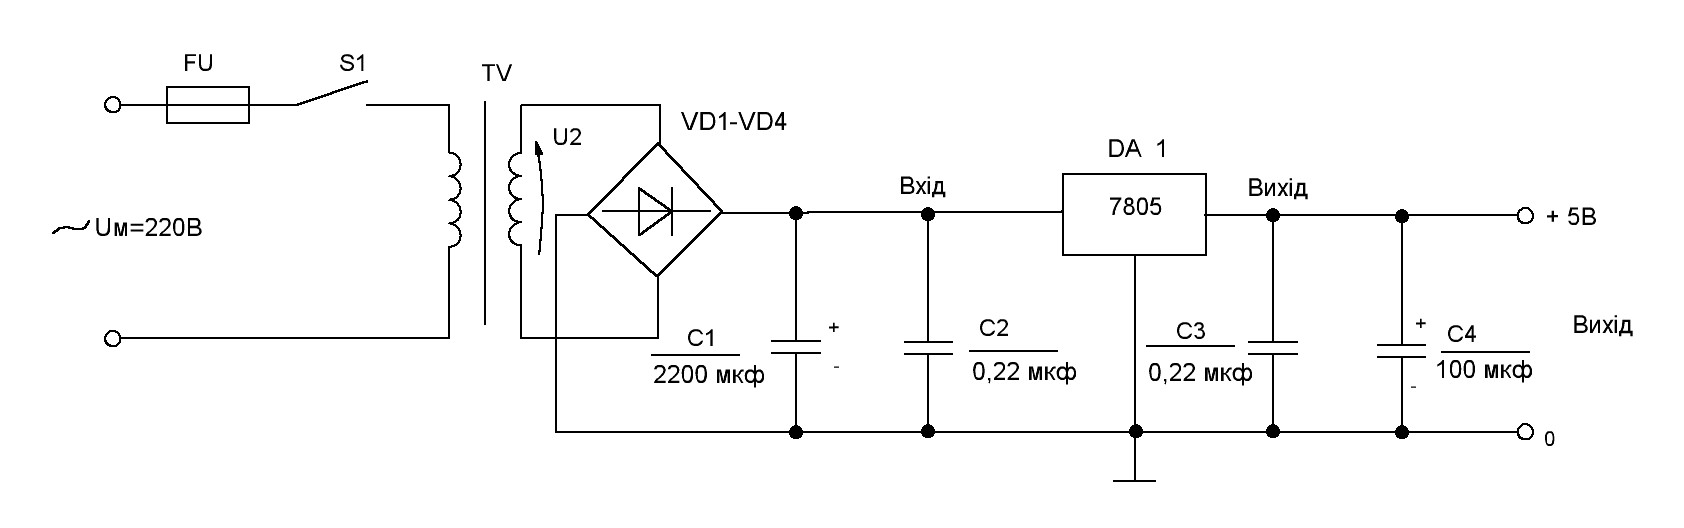 FU
S1
TV
U2
VD1-VD4
DA 1
7805
Вхід
Вихід
+ 5В
Uм=220В
C1
2200 мкф
+
-
C2
0,22 мкф
C3
0,22 мкф
+
-
C4
100 мкф
Вихід
0